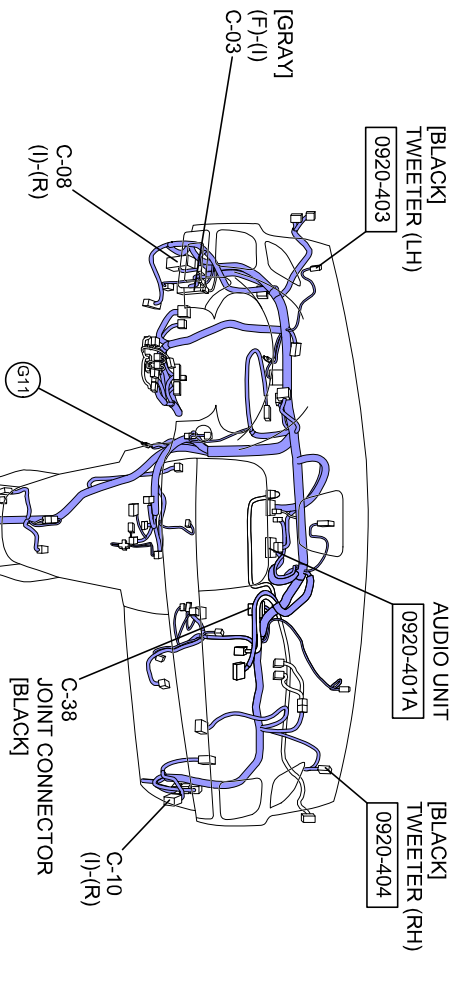 [BLACK]
TWEETER (LH)
0920-403
AUDIO UNIT
0920-401A
[BLACK]
TWEETER (RH)
0920-404
[GRAY]
(F)-(I)
C-03
C-08
(I)-(R)
G11
C-38
JOINT CONNECTOR
[BLACK]
C-10
(I)-(R)